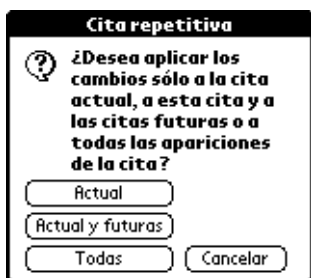 Cita repetitiva
¿Desea aplicar los
cambios sólo a la cita
actual, a esta cita y a
las citas futuras o a
todas las apariciones
de la cita?
Actual
Actual y futuras
Todas
Cancelar